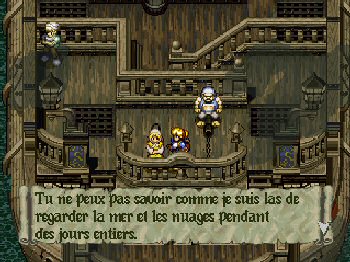 Tu ne peux pas savoir comme je suis las de
regarder la mer et les nuages pendant
des jours entiers.